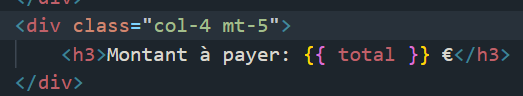 <div class="col-4 mt-5">
<h3>Montant à payer: {{ total }} €</h3>
</div>